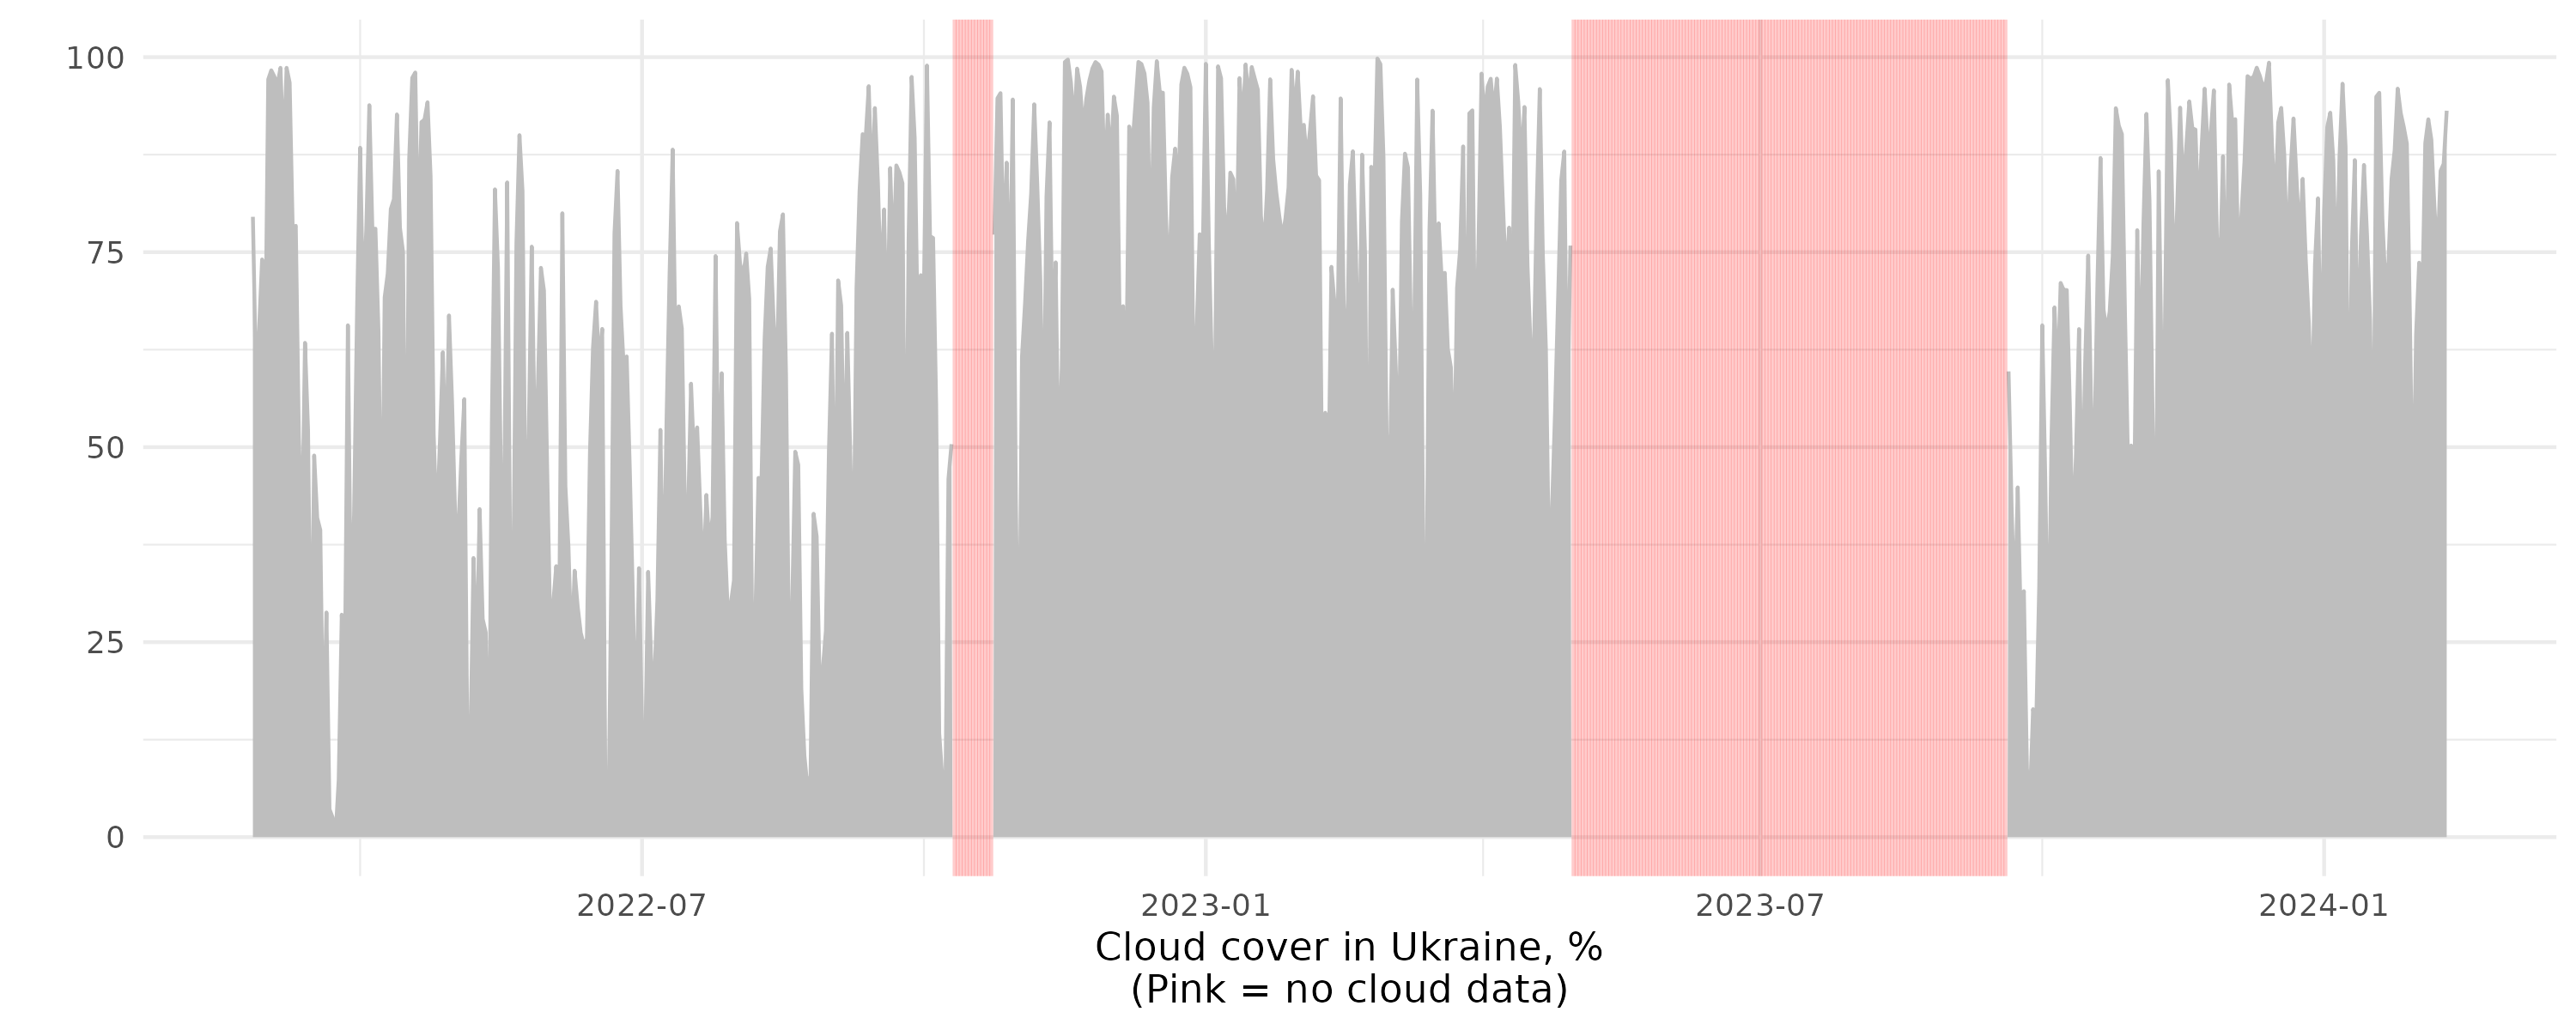 100
75
50
25
0
2022-07 2023-01 2023-07 2024-01
Cloud cover in Ukraine, %
(Pink = no cloud data)